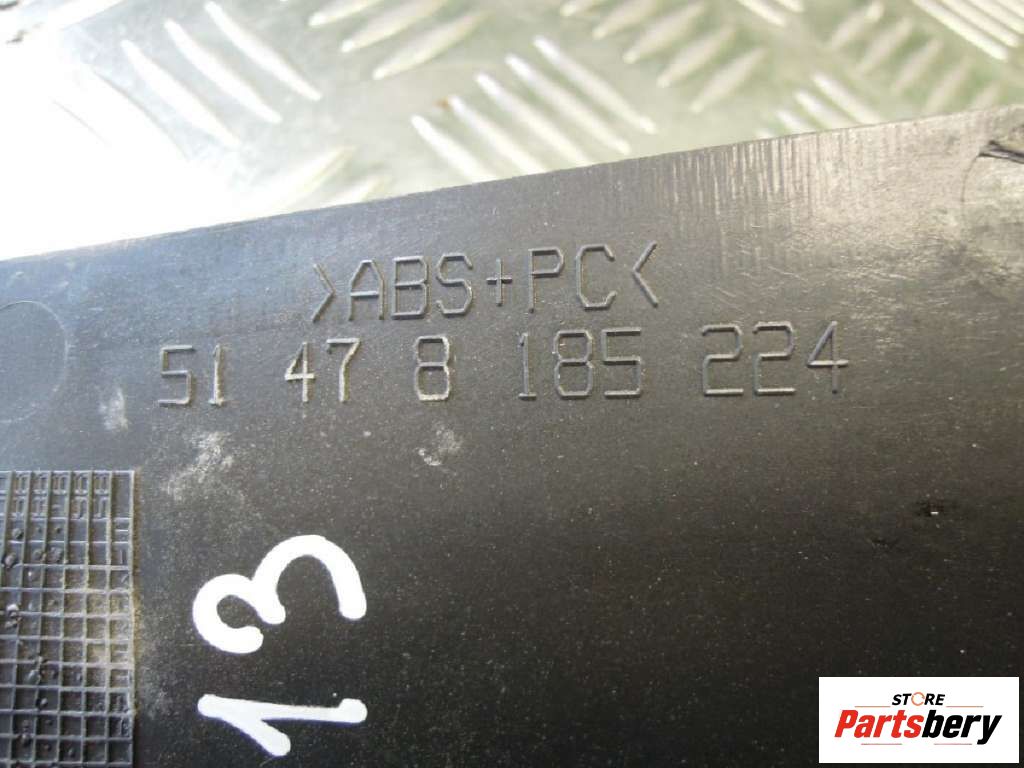 >ABS+PC<
51 47 8 185 224
13
STORE
Partsbery